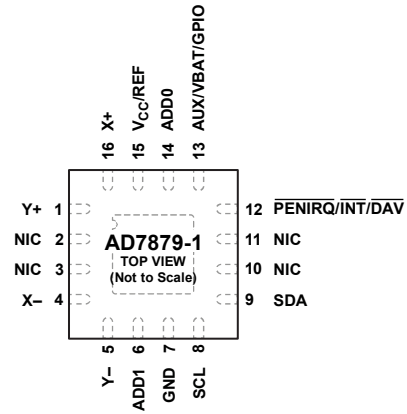 16 X+
15 VCC/REF
14 ADD0
13 AUX/VBAT/GPIO
Y+ 1
NIC 2
NIC 3
X– 4
AD7879-1
TOP VIEW
(Not to Scale)
12 PENIRQ/INT/DAV
11 NIC
10 NIC
9 SDA
5 Y–
6 ADD1
7 GND
8 SCL